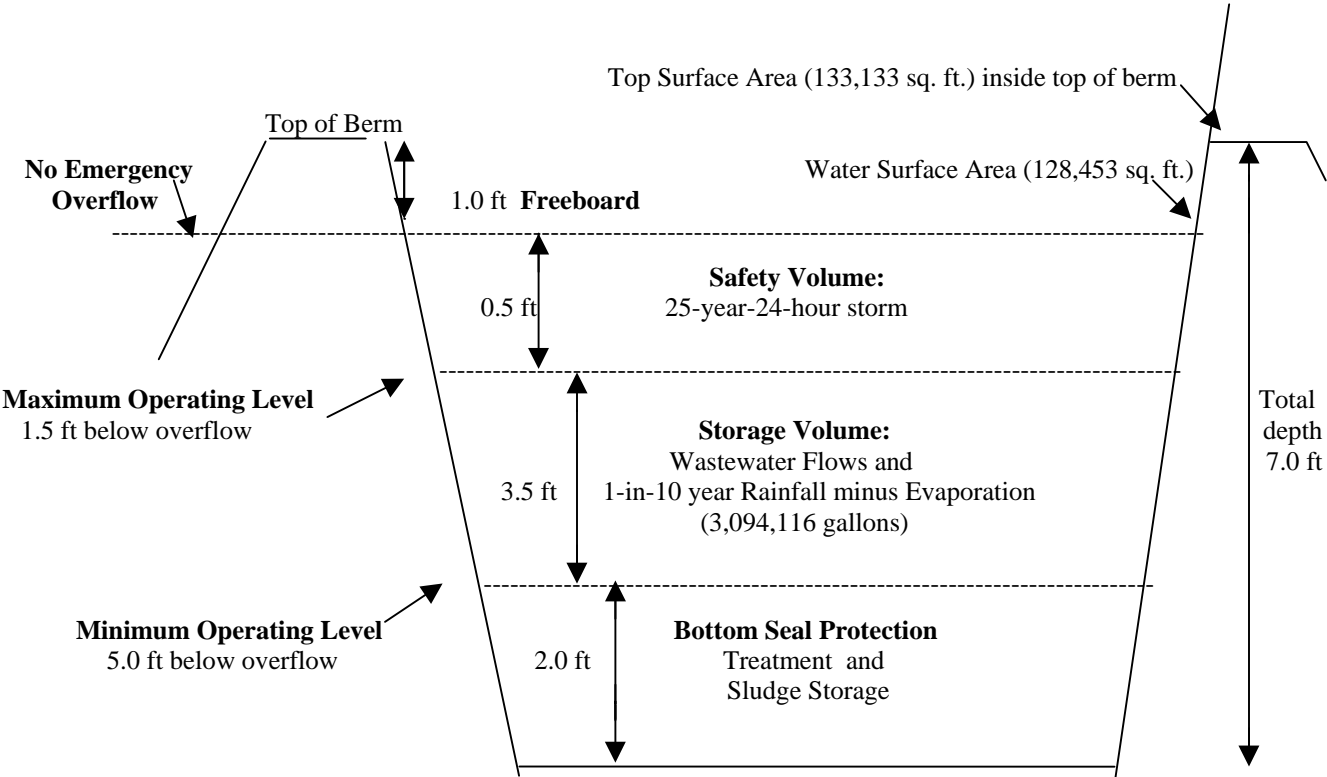 Top Surface Area (133,133 sq. ft.) inside top of berm
Top of Berm
No Emergency
Overflow
Water Surface Area (128,453 sq. ft.)
1.0 ft Freeboard
Safety Volume:
25-year-24-hour storm
0.5 ft
Maximum Operating Level
1.5 ft below overflow
Total
depth
7.0 ft
Storage Volume:
Wastewater Flows and
1-in-10 year Rainfall minus Evaporation
(3,094,116 gallons)
3.5 ft
Minimum Operating Level
5.0 ft below overflow
2.0 ft
Bottom Seal Protection
Treatment and
Sludge Storage